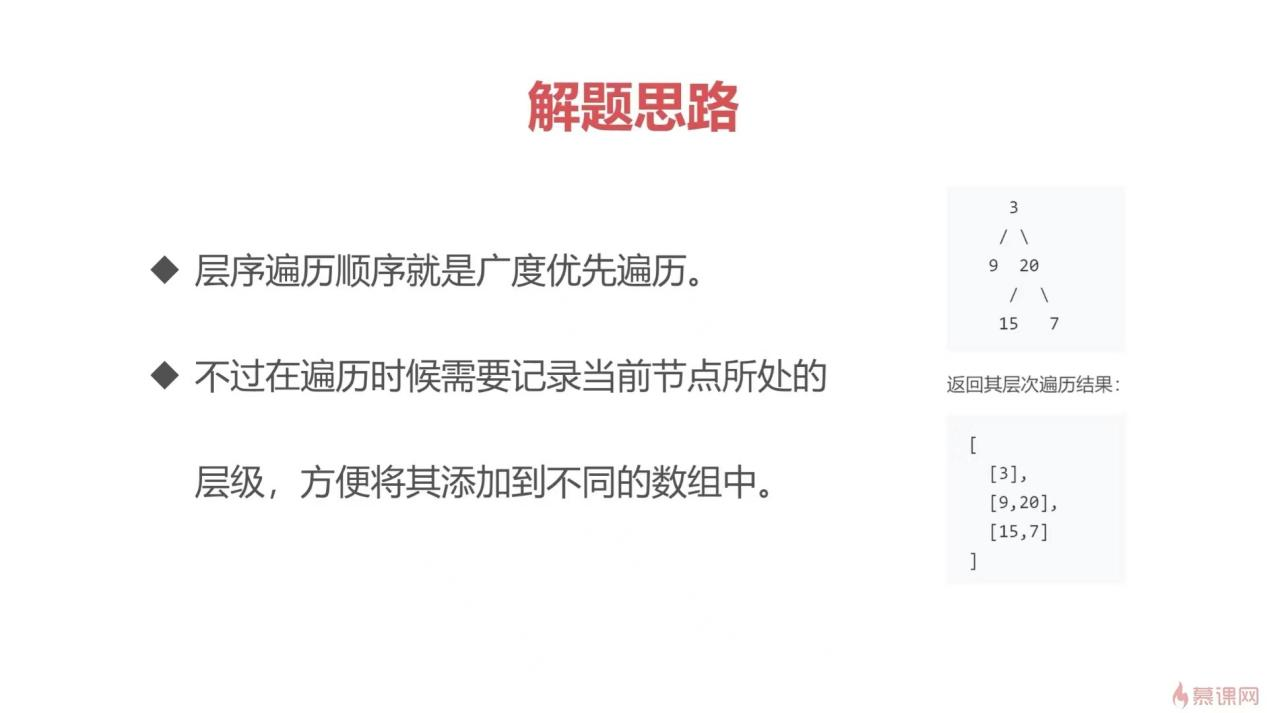 解题思路
◆ 层序遍历顺序就是广度优先遍历。
◆ 不过在遍历时候需要记录当前节点所处的
层级，方便将其添加到不同的数组中。
3
/ \
9 20
/ \
15 7
返回其层次遍历结果：
[
[3],
[9,20],
[15,7]
]
慕课网